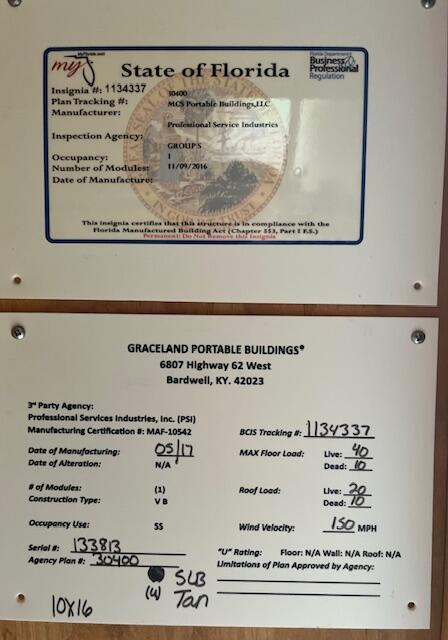 MyFlorida.com
my
State of Florida
Florida Department
Business
Professional
Regulation
Insignia #: 1134337
Plan Tracking #: 30400
Manufacturer: MCS Portable Buildings,LLC
Inspection Agency: Professional Service Industries
Occupancy: GROUP S
Number of Modules: 1
Date of Manufacture: 11/09/2016
This insignia certifies that this structure is in compliance with the
Florida Manufactured Building Act (Chapter 553, Part I F.S.)
Permanent: Do Not Remove this Insignia
GRACELAND PORTABLE BUILDINGS®
6807 Highway 62 West
Bardwell, KY. 42023
3rd Party Agency:
Professional Services Industries, Inc. (PSI)
Manufacturing Certification #: MAF-10542
BCIS Tracking #: 1134337
Date of Manufacturing: 05/17
MAX Floor Load: Live: 40
Date of Alteration: N/A
Dead: 10
# of Modules: (1)
Roof Load: Live: 20
Construction Type: V B
Dead: 10
Occupancy Use: SS
Wind Velocity: 150 MPH
Serial #: 133813
"U" Rating: Floor: N/A Wall: N/A Roof: N/A
Agency Plan #: 30400
Limitations of Plan Approved by Agency:
SLB
(W) Tan
10X16